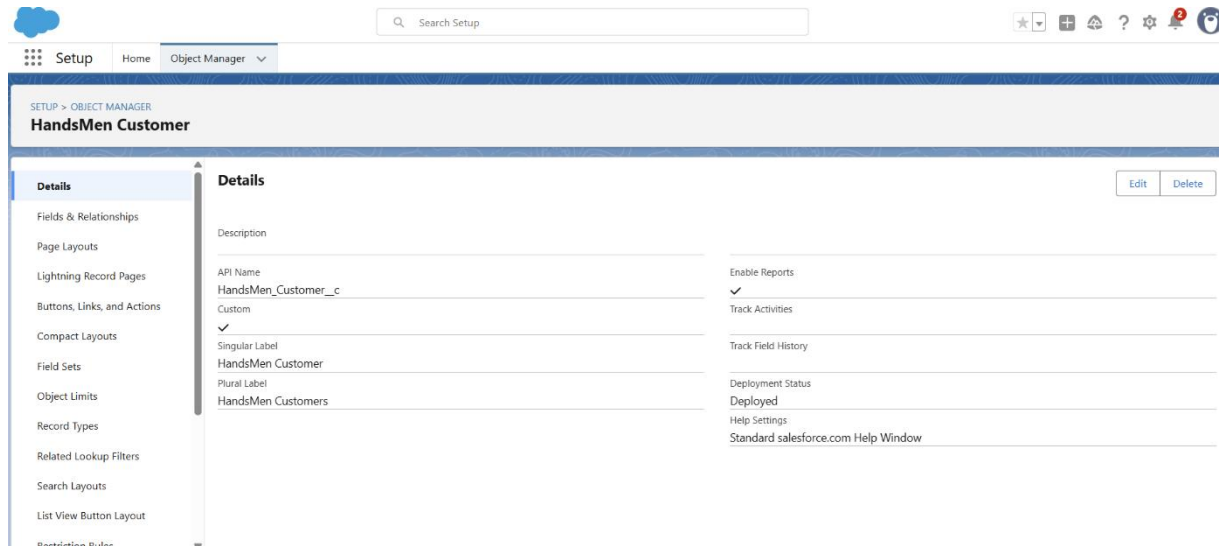 Search Setup
2
Setup
Home
Object Manager
SETUP > OBJECT MANAGER
HandsMen Customer
Details
Fields & Relationships
Page Layouts
Lightning Record Pages
Buttons, Links, and Actions
Compact Layouts
Field Sets
Object Limits
Record Types
Related Lookup Filters
Search Layouts
List View Button Layout
Restriction Rules
Details
Edit
Delete
Description
API Name
HandsMen_Customer__c
Custom
Singular Label
HandsMen Customer
Plural Label
HandsMen Customers
Enable Reports
Track Activities
Track Field History
Deployment Status
Deployed
Help Settings
Standard salesforce.com Help Window